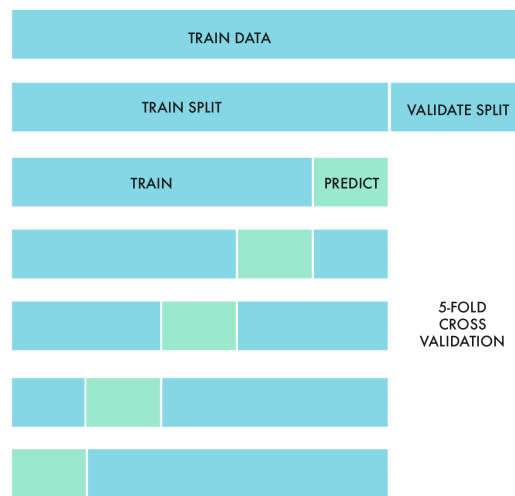 TRAIN DATA
TRAIN SPLIT
VALIDATE SPLIT
TRAIN
PREDICT
5-FOLD
CROSS
VALIDATION